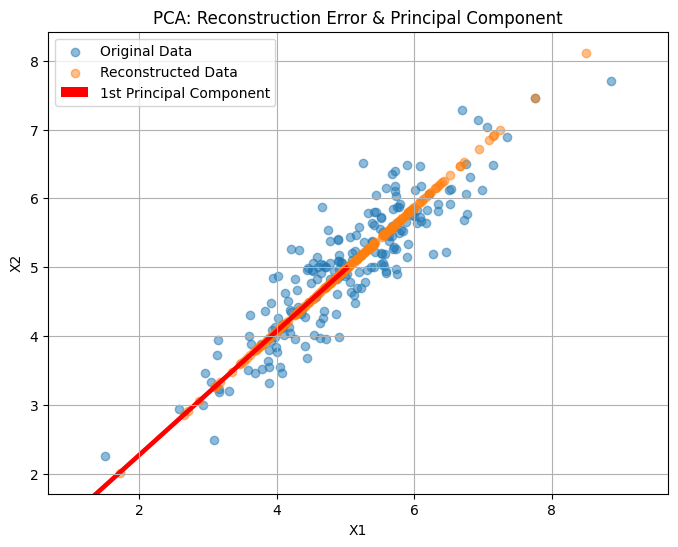 PCA: Reconstruction Error & Principal Component
Original Data
Reconstructed Data
1st Principal Component
8
7
6
5
4
3
2
X2
2
4
6
8
X1